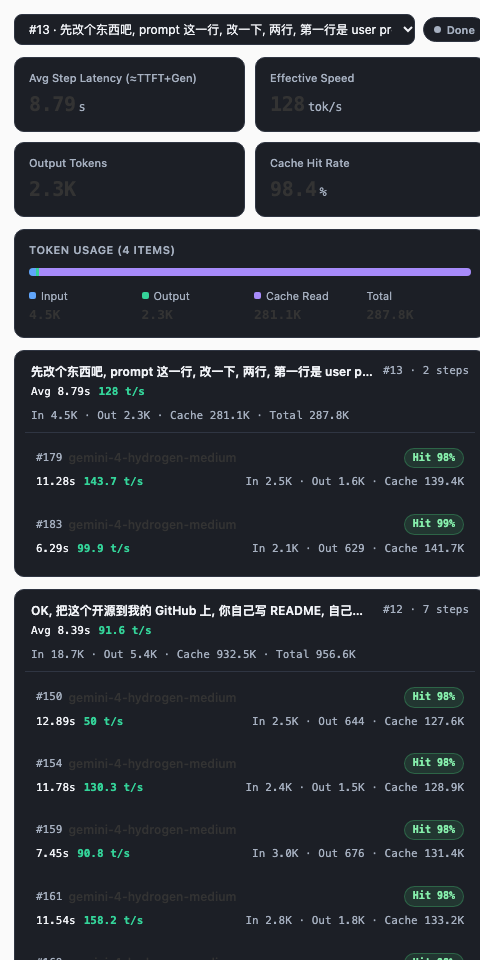 #13 · 先改个东西吧, prompt 这一行, 改一下, 两行, 第一行是 user pr
Done
Avg Step Latency (≈TTFT+Gen)
8.79 s
Effective Speed
128 tok/s
Output Tokens
2.3K
Cache Hit Rate
98.4 %
TOKEN USAGE (4 ITEMS)
Input
Output
Cache Read
Total
4.5K
2.3K
281.1K
287.8K
先改个东西吧, prompt 这一行, 改一下, 两行, 第一行是 user p... #13 · 2 steps
Avg 8.79s 128 t/s
In 4.5K · Out 2.3K · Cache 281.1K · Total 287.8K
#179 gemini-4-hydrogen-medium Hit 98%
11.28s 143.7 t/s In 2.5K · Out 1.6K · Cache 139.4K
#183 gemini-4-hydrogen-medium Hit 99%
6.29s 99.9 t/s In 2.1K · Out 629 · Cache 141.7K
OK, 把这个开源到我的 GitHub 上, 你自己写 README, 自己... #12 · 7 steps
Avg 8.39s 91.6 t/s
In 18.7K · Out 5.4K · Cache 932.5K · Total 956.6K
#150 gemini-4-hydrogen-medium Hit 98%
12.89s 50 t/s In 2.5K · Out 644 · Cache 127.6K
#154 gemini-4-hydrogen-medium Hit 98%
11.78s 130.3 t/s In 2.4K · Out 1.5K · Cache 128.9K
#159 gemini-4-hydrogen-medium Hit 98%
7.45s 90.8 t/s In 3.0K · Out 676 · Cache 131.4K
#161 gemini-4-hydrogen-medium Hit 98%
11.54s 158.2 t/s In 2.8K · Out 1.8K · Cache 133.2K